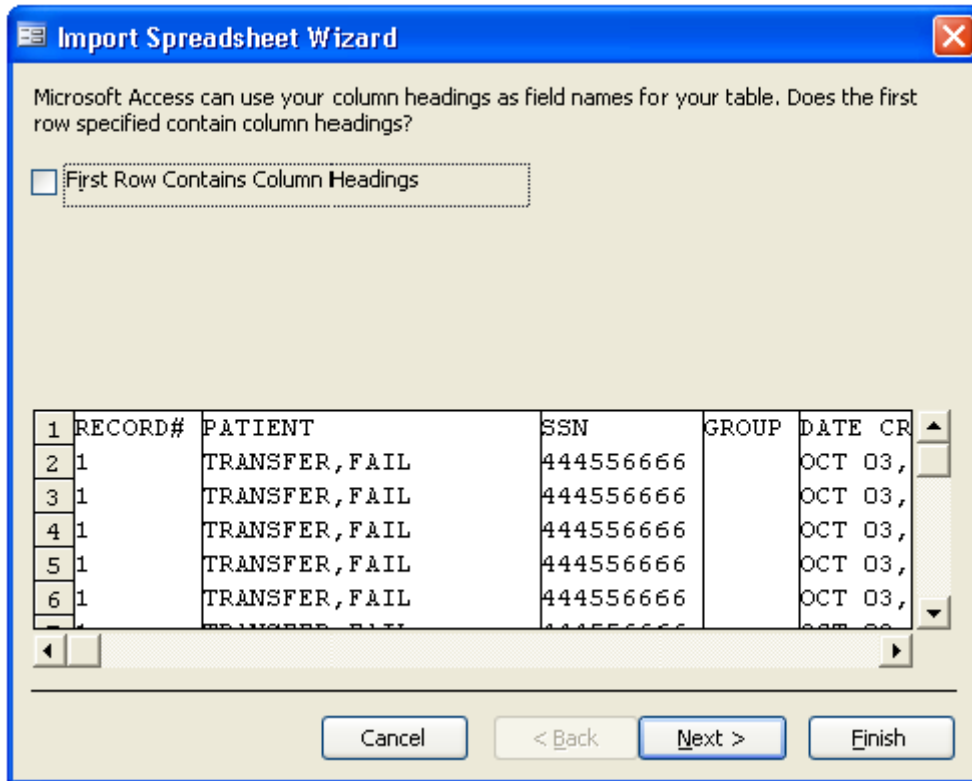 Import Spreadsheet Wizard
Microsoft Access can use your column headings as field names for your table. Does the first
row specified contain column headings?
First Row Contains Column Headings
1 RECORD# PATIENT SSN GROUP DATE CR
2 1 TRANSFER,FAIL 444556666 OCT 03,
3 1 TRANSFER,FAIL 444556666 OCT 03,
4 1 TRANSFER,FAIL 444556666 OCT 03,
5 1 TRANSFER,FAIL 444556666 OCT 03,
6 1 TRANSFER,FAIL 444556666 OCT 03,
Cancel < Back Next > Finish